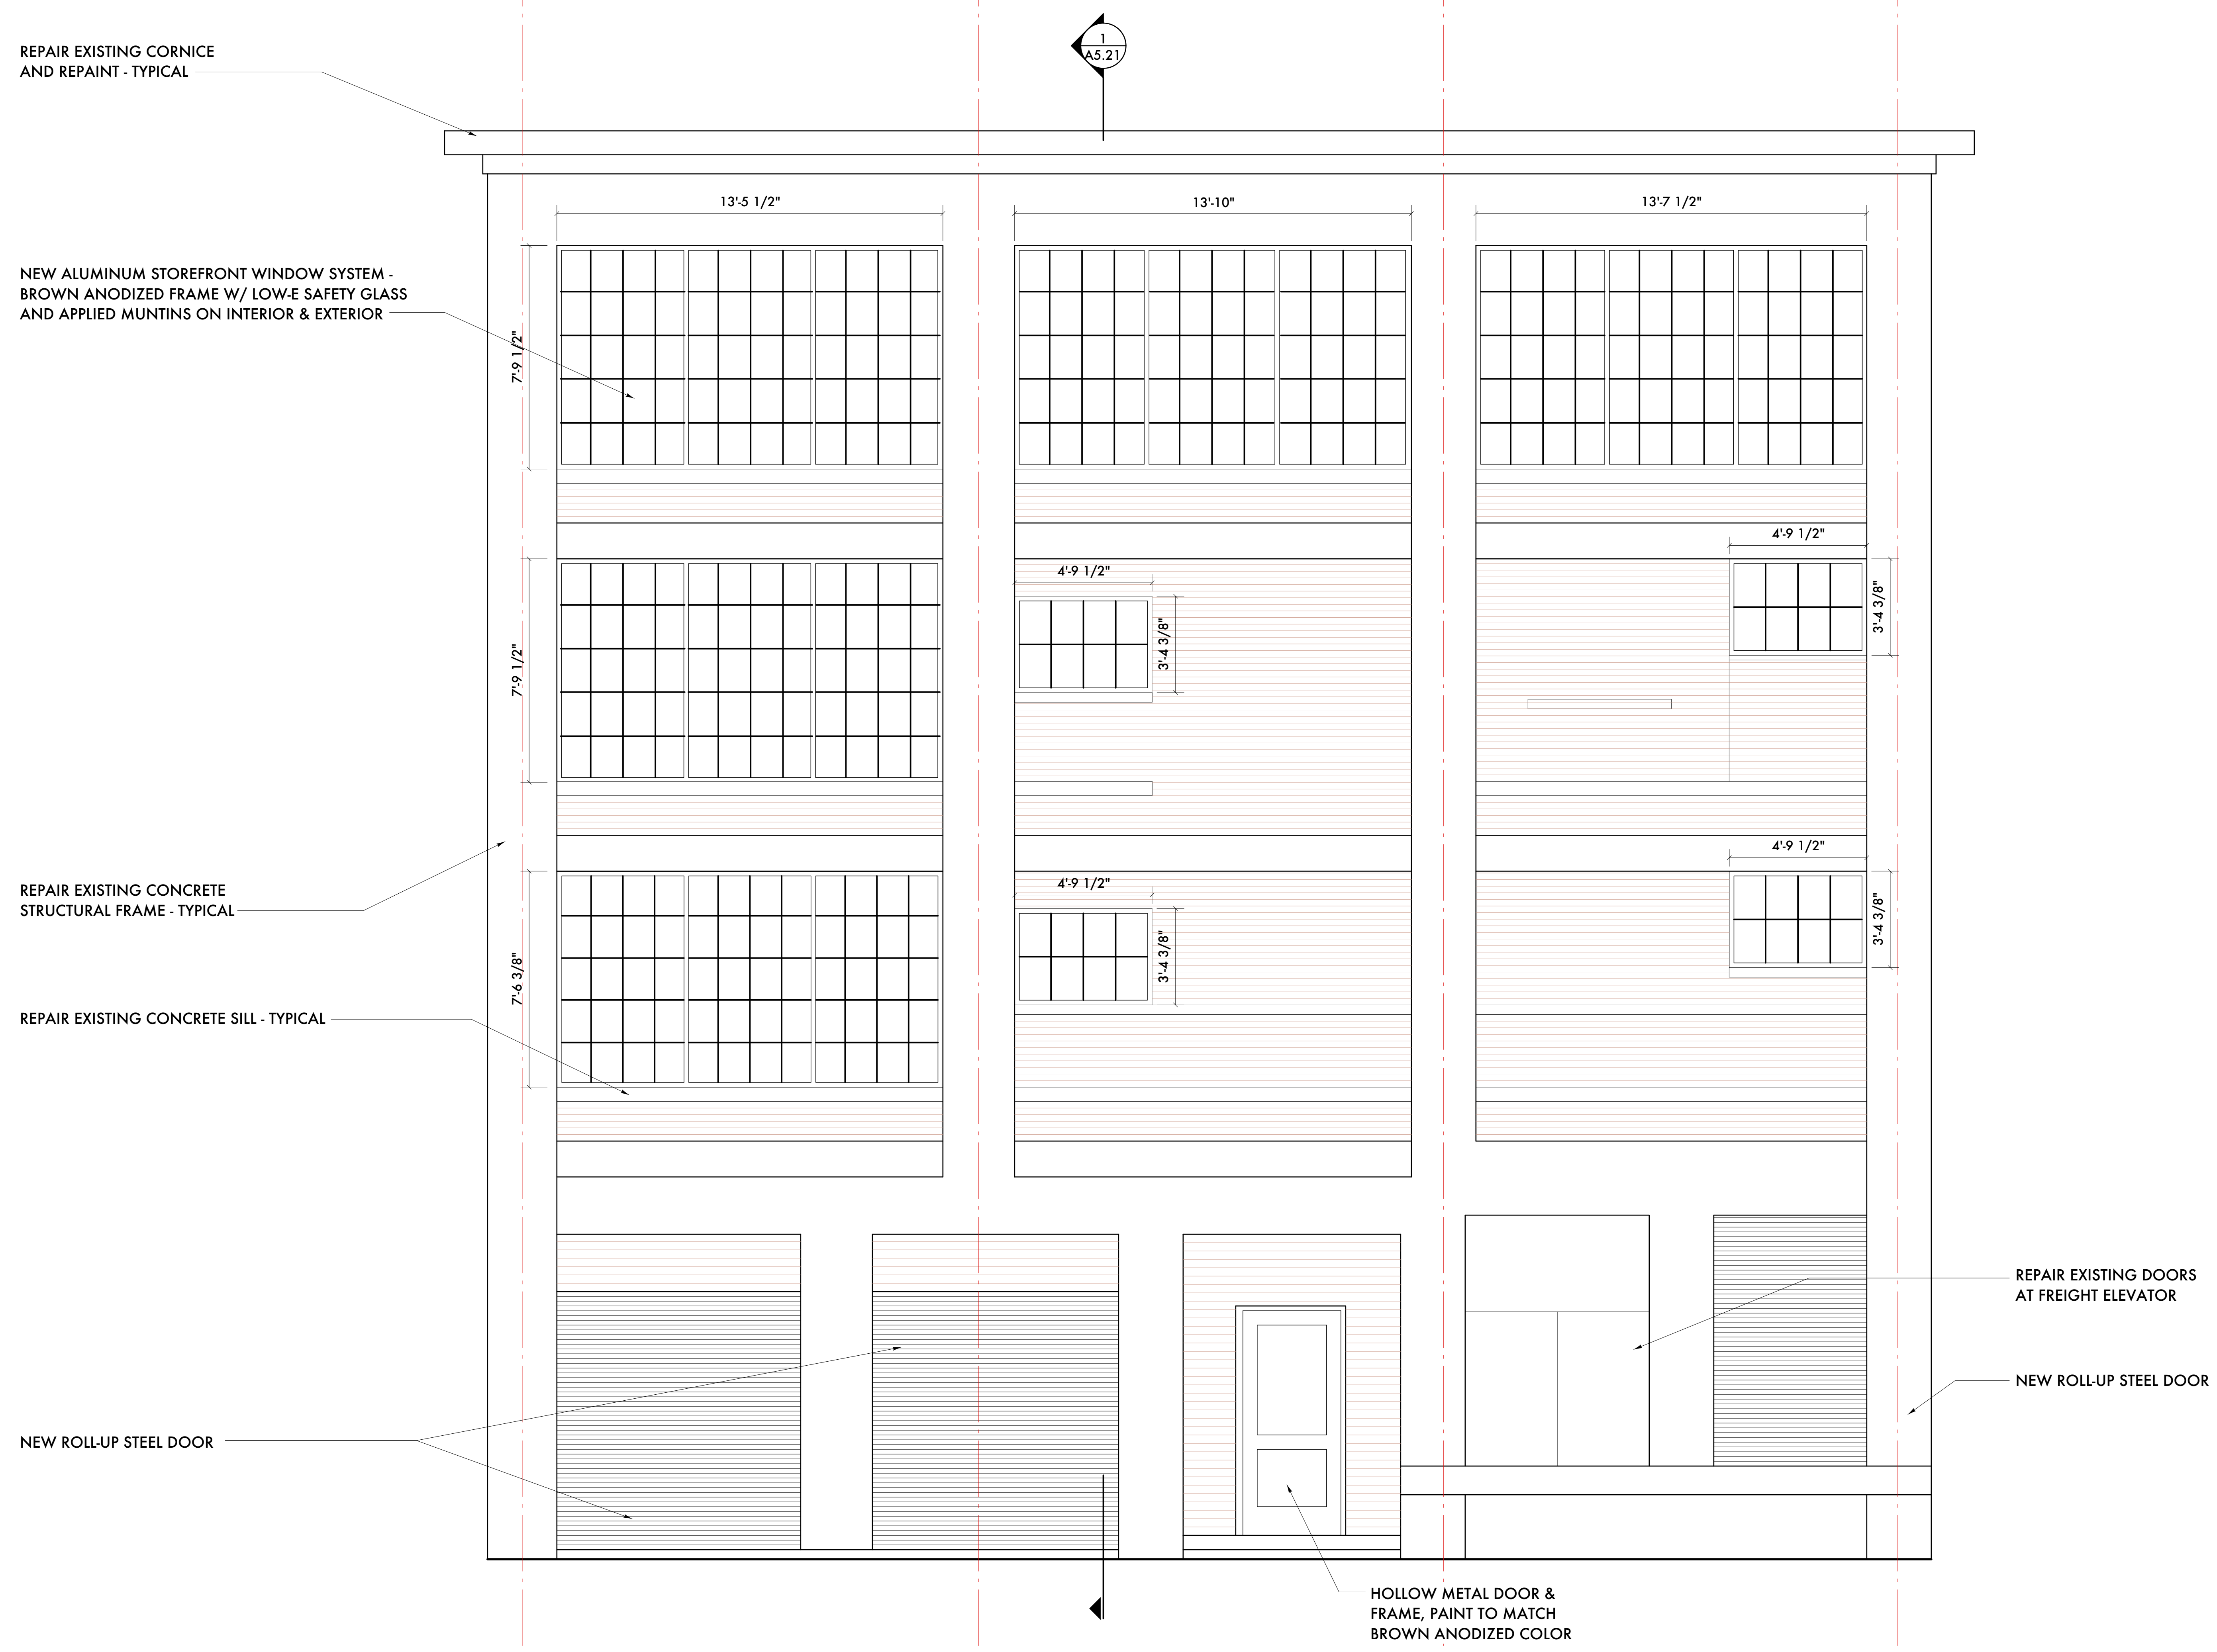 1
A5.21
REPAIR EXISTING CORNICE
AND REPAINT - TYPICAL
13'-5 1/2"
13'-10"
13'-7 1/2"
NEW ALUMINUM STOREFRONT WINDOW SYSTEM -
BROWN ANODIZED FRAME W/ LOW-E SAFETY GLASS
AND APPLIED MUNTINS ON INTERIOR & EXTERIOR
7'-9 1/2"
4'-9 1/2"
4'-9 1/2"
3'-4 3/8"
3'-4 3/8"
7'-9 1/2"
4'-9 1/2"
4'-9 1/2"
REPAIR EXISTING CONCRETE
STRUCTURAL FRAME - TYPICAL
3'-4 3/8"
3'-4 3/8"
7'-6 3/8"
REPAIR EXISTING CONCRETE SILL - TYPICAL
REPAIR EXISTING DOORS
AT FREIGHT ELEVATOR
NEW ROLL-UP STEEL DOOR
NEW ROLL-UP STEEL DOOR
HOLLOW METAL DOOR &
FRAME, PAINT TO MATCH
BROWN ANODIZED COLOR